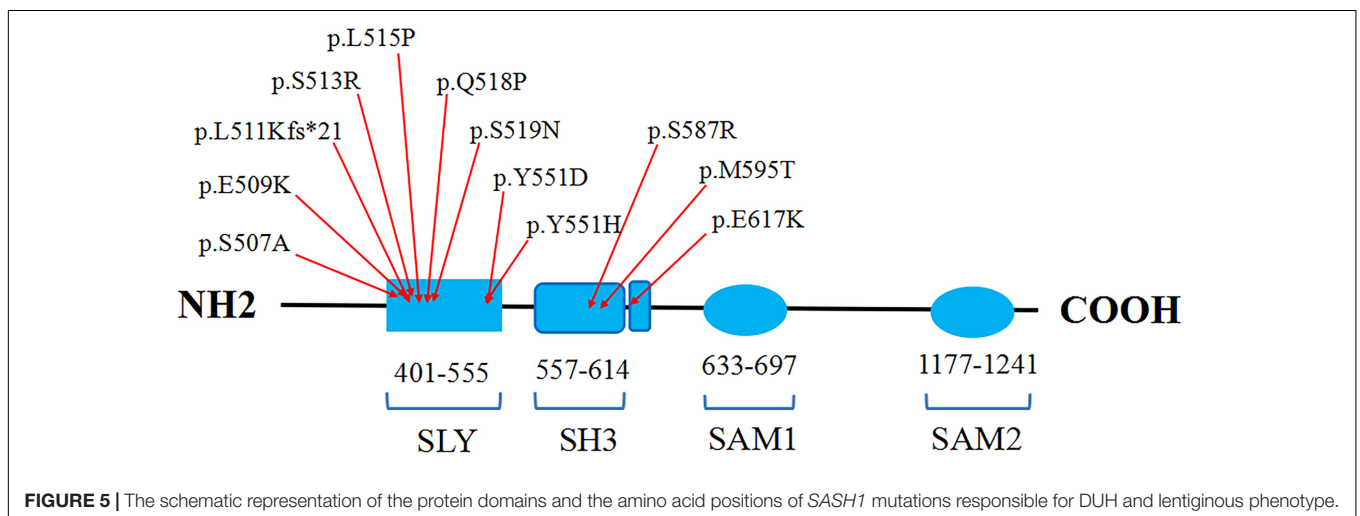 p.L515P
p.S513R
p.Q518P
p.L511Kfs*21
p.S519N
p.S587R
p.E509K
p.Y551D
p.M595T
p.S507A
p.Y551H
p.E617K
NH2
COOH
401-555
557-614
633-697
1177-1241
SLY
SH3
SAM1
SAM2
FIGURE 5 | The schematic representation of the protein domains and the amino acid positions of SASH1 mutations responsible for DUH and lentiginous phenotype.